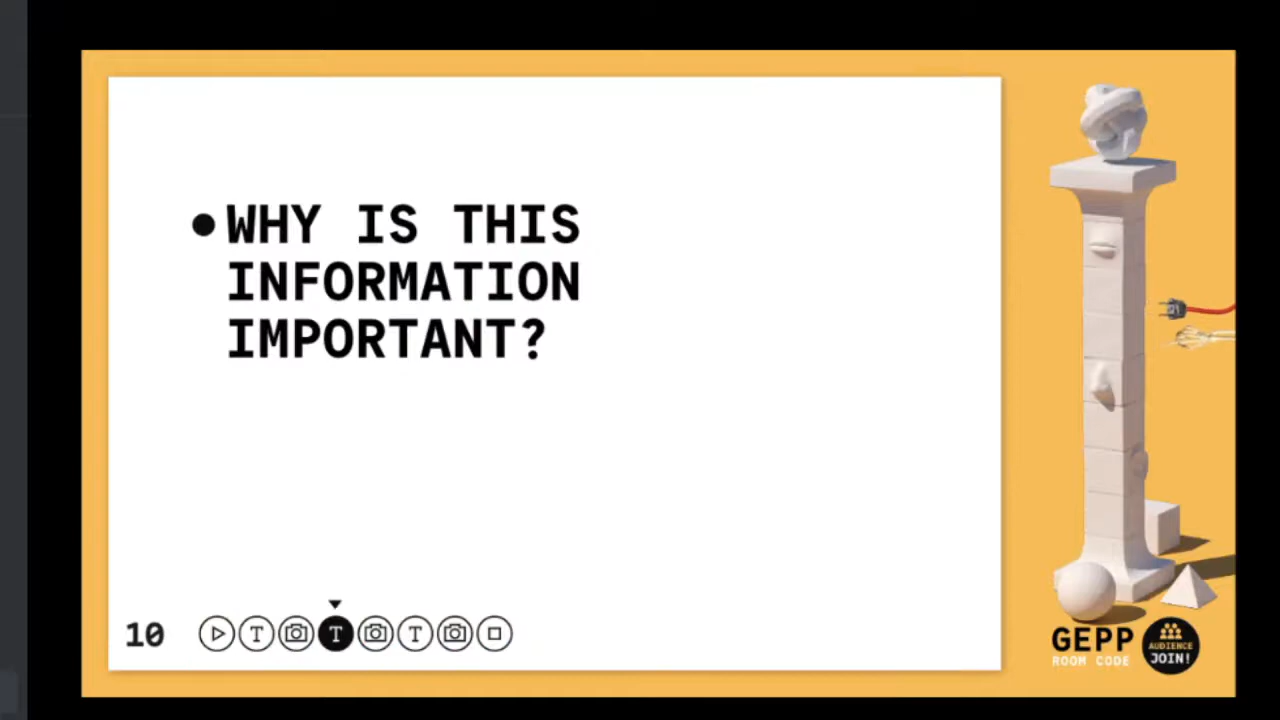 WHY IS THIS
INFORMATION
IMPORTANT?
10
T
T
T
GEPP
ROOM CODE
AUDIENCE
JOIN!